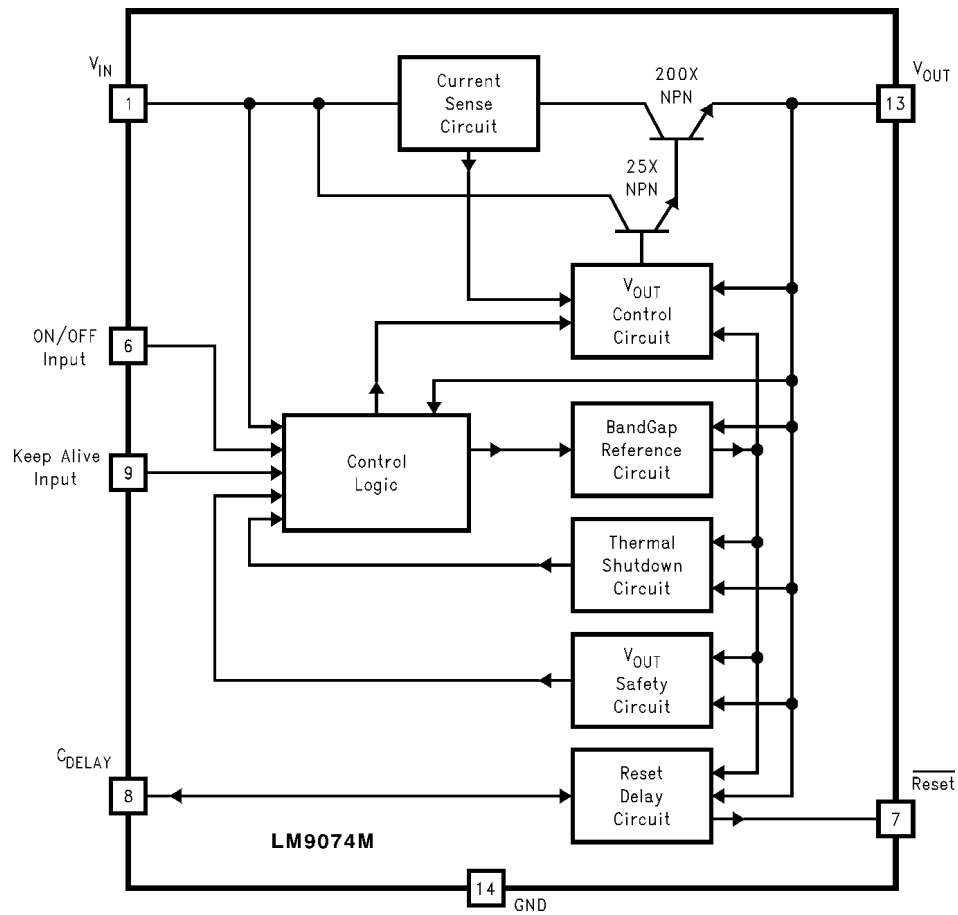 V_IN
1
Current
Sense
Circuit
200X
NPN
V_OUT
13
25X
NPN
V_OUT
Control
Circuit
ON/OFF
Input
6
Keep Alive
Input
9
Control
Logic
BandGap
Reference
Circuit
Thermal
Shutdown
Circuit
V_OUT
Safety
Circuit
C_DELAY
8
Reset
Delay
Circuit
Reset
7
LM9074M
14
GND